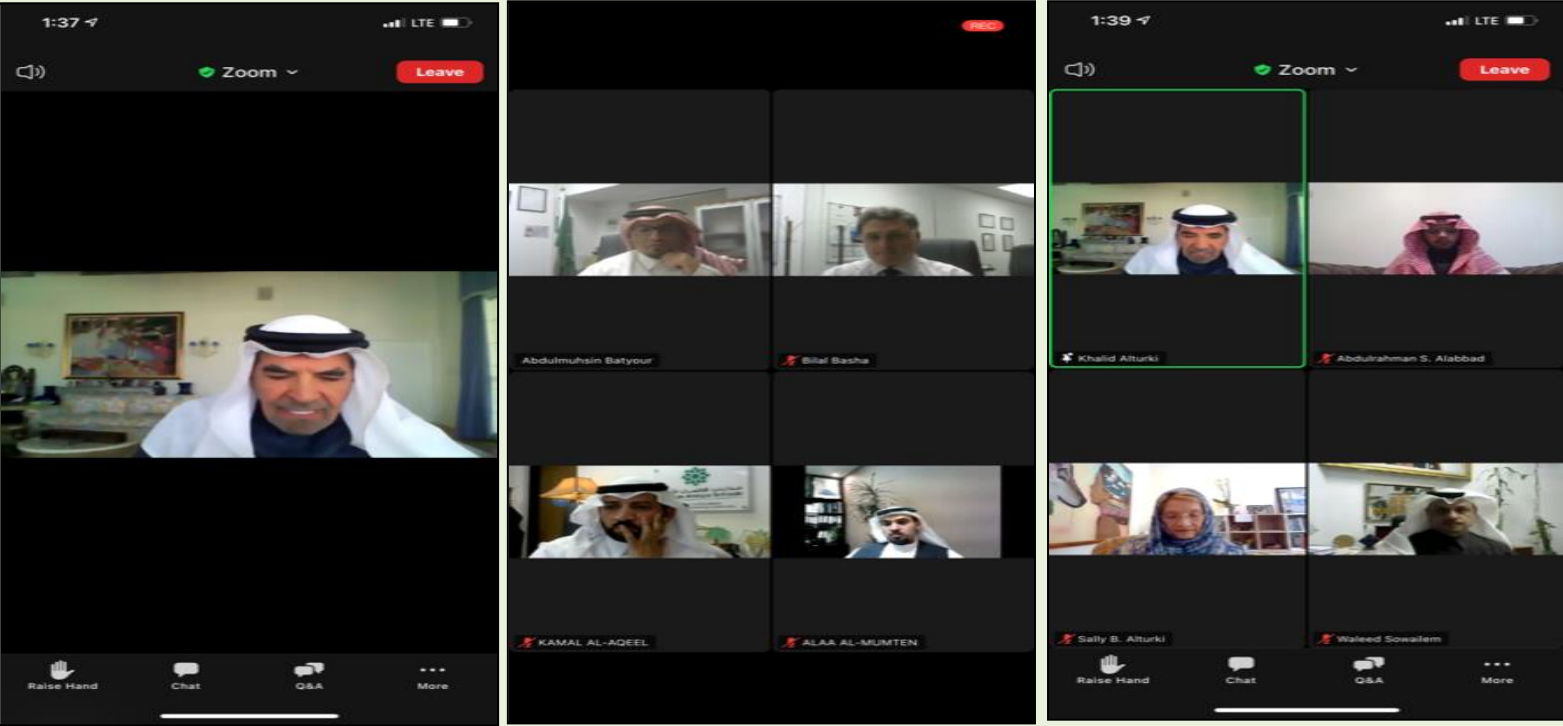 1:37
LTE
Zoom
Leave
Raise Hand
Chat
Q&A
More
REC
Abdulmuhsin Batyour
Bilal Basha
KAMAL AL-AQEEL
ALAA AL-MUMTEN
1:39
LTE
Zoom
Leave
Khalid Alturki
Abdulrahman S. Alabbad
Sally B. Alturki
Waleed Sowailem
Raise Hand
Chat
Q&A
More